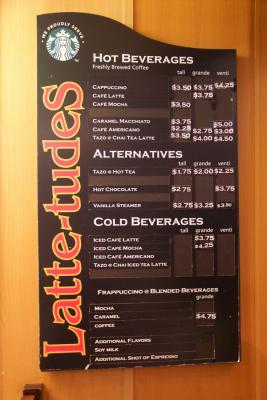 WE PROUDLY SERVE
STARBUCKS COFFEE
Latte-tudeS
HOT BEVERAGES
Freshly Brewed Coffee
tall grande venti
CAPPUCCINO $3.50 $3.75 $4.25
CAFÉ LATTE $3.75
CAFÉ MOCHA $3.50
CARAMEL MACCHIATO $3.75 $5.00
CAFÉ AMERICANO $2.25 $2.75 $3.00
TAZO® CHAI TEA LATTE $3.50 $4.00 $4.50
ALTERNATIVES
tall grande venti
TAZO® HOT TEA $1.75 $2.00 $2.25
HOT CHOCOLATE $2.75 $3.75
VANILLA STEAMER $2.75 $3.25 $3.50
COLD BEVERAGES
tall grande venti
ICED CAFÉ LATTE $3.75
ICED CAFÉ MOCHA $4.25
ICED CAFÉ AMERICANO
TAZO® CHAI ICED TEA LATTE
FRAPPUCCINO® BLENDED BEVERAGES
grande
MOCHA
CARAMEL $4.75
COFFEE
ADDITIONAL FLAVORS
SOY MILK
ADDITIONAL SHOT OF ESPRESSO